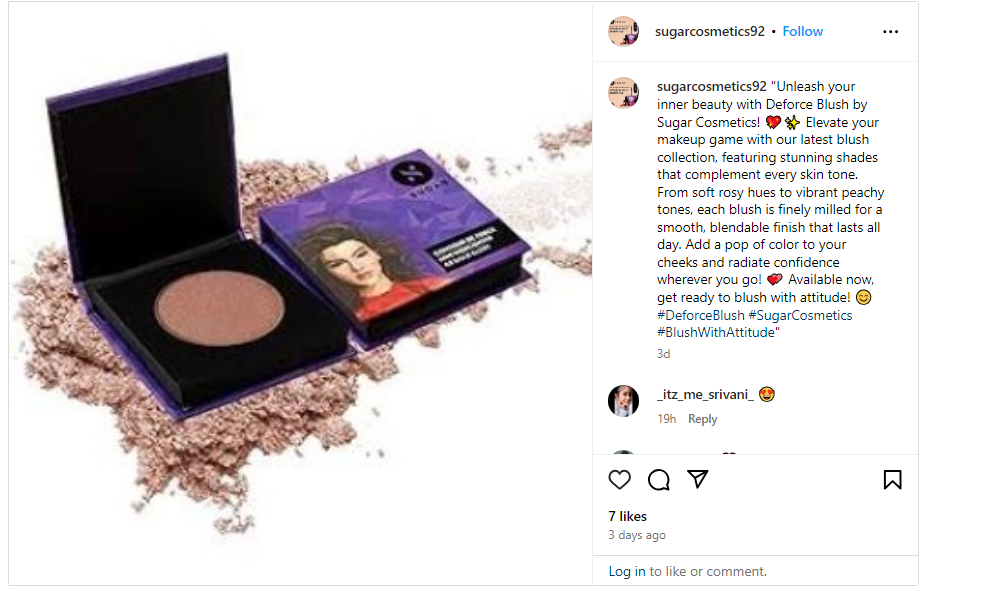 SUGAR
CONTOUR DE FORCE
sugarcosmetics92 • Follow
sugarcosmetics92 "Unleash your
inner beauty with Deforce Blush by
Sugar Cosmetics! 💖✨ Elevate your
makeup game with our latest blush
collection, featuring stunning shades
that complement every skin tone.
From soft rosy hues to vibrant peachy
tones, each blush is finely milled for a
smooth, blendable finish that lasts all
day. Add a pop of color to your
cheeks and radiate confidence
wherever you go! 💕 Available now,
get ready to blush with attitude! 😊
#DeforceBlush #SugarCosmetics
#BlushWithAttitude"
3d
_itz_me_srivani_ 😍
19h Reply
7 likes
3 days ago
Log in to like or comment.